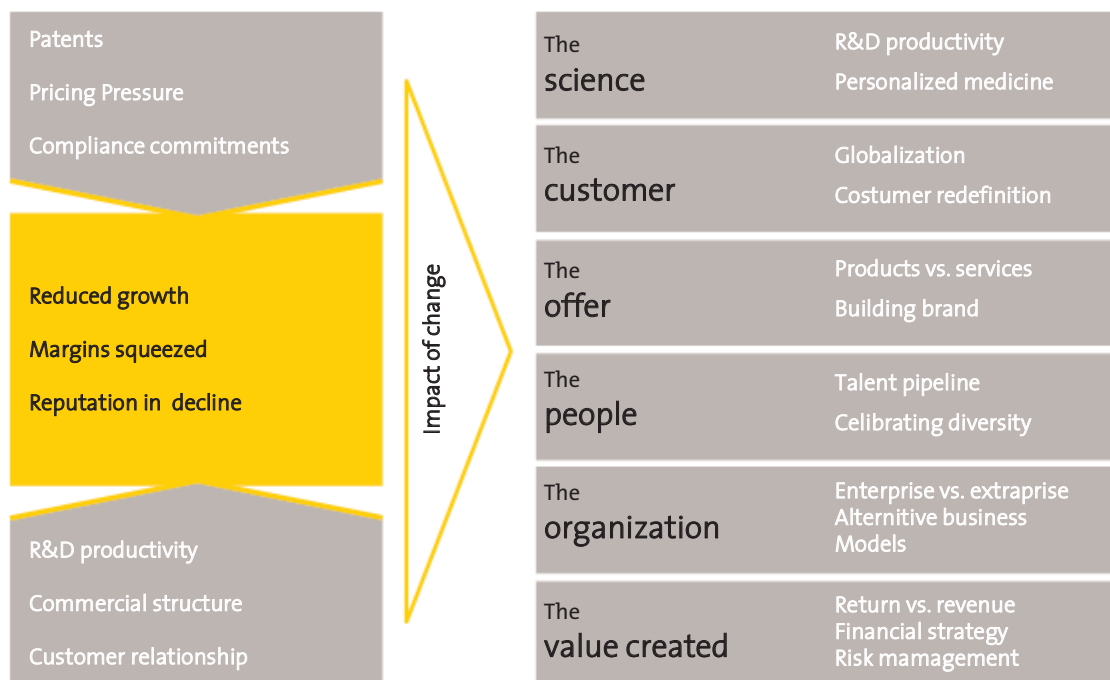 Patents
Pricing Pressure
Compliance commitments
Reduced growth
Margins squeezed
Reputation in decline
R&D productivity
Commercial structure
Customer relationship
Impact of change
The
science
R&D productivity
Personalized medicine
The
customer
Globalization
Costumer redefinition
The
offer
Products vs. services
Building brand
The
people
Talent pipeline
Celibrating diversity
The
organization
Enterprise vs. extraprise
Alternitive business
Models
The
value created
Return vs. revenue
Financial strategy
Risk mamagement